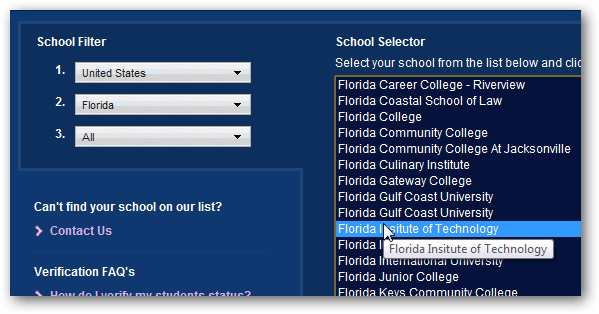 School Filter
1. United States
2. Florida
3. All
Can't find your school on our list?
Contact Us
Verification FAQ's
How do I verify my students status?
School Selector
Select your school from the list below and clic
Florida Career College - Riverview
Florida Coastal School of Law
Florida College
Florida Community College
Florida Community College At Jacksonville
Florida Culinary Institute
Florida Gateway College
Florida Gulf Coast University
Florida Gulf Coast University
Florida Insitute of Technology
Florida Insitute of Technology
Florida
Florida International University
Florida Junior College
Florida Keys Community College